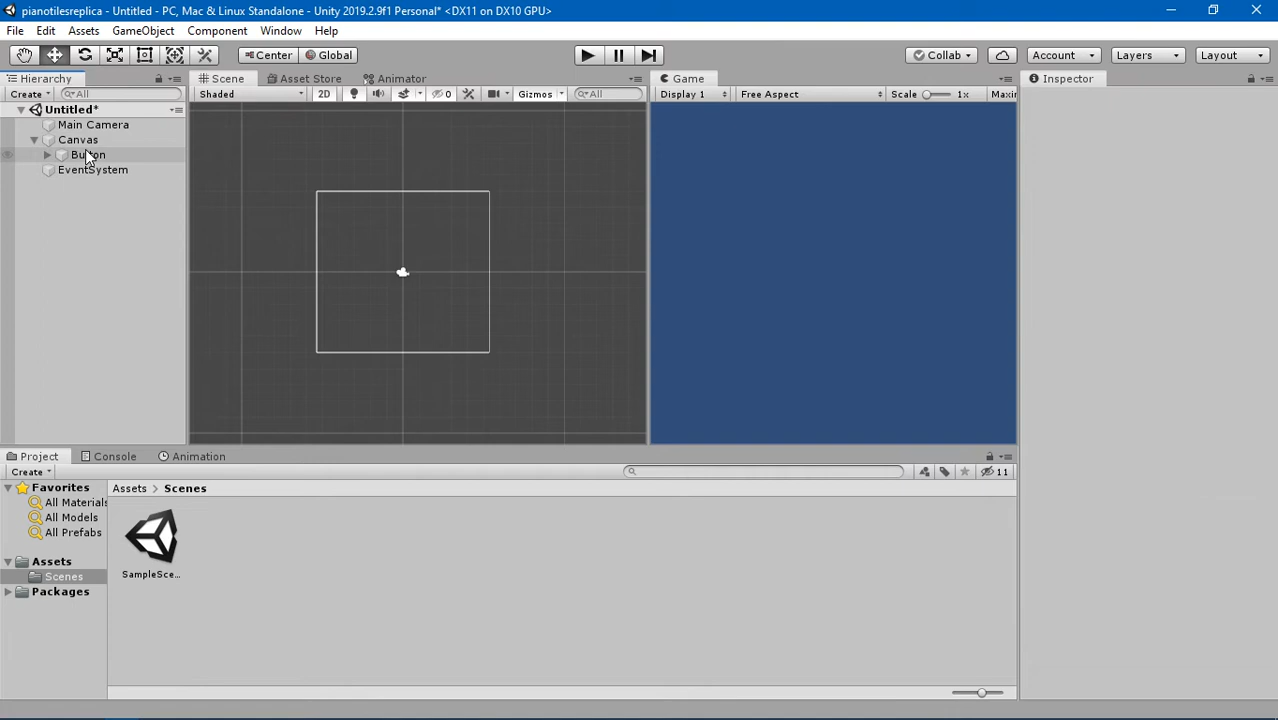 pianotilesreplica - Untitled - PC, Mac & Linux Standalone - Unity 2019.2.9f1 Personal* <DX11 on DX10 GPU>
File Edit Assets GameObject Component Window Help
Center Global Collab Account Layers Layout
Hierarchy Scene Asset Store Animator Game Inspector
Create All Shaded 2D 0 Gizmos All Display 1 Free Aspect Scale 1x Maxi
Untitled*
Main Camera
Canvas
Button
EventSystem
Project Console Animation
Create 11
Favorites Assets > Scenes
All Materials
All Models
All Prefabs
Assets
Scenes SampleSce...
Packages